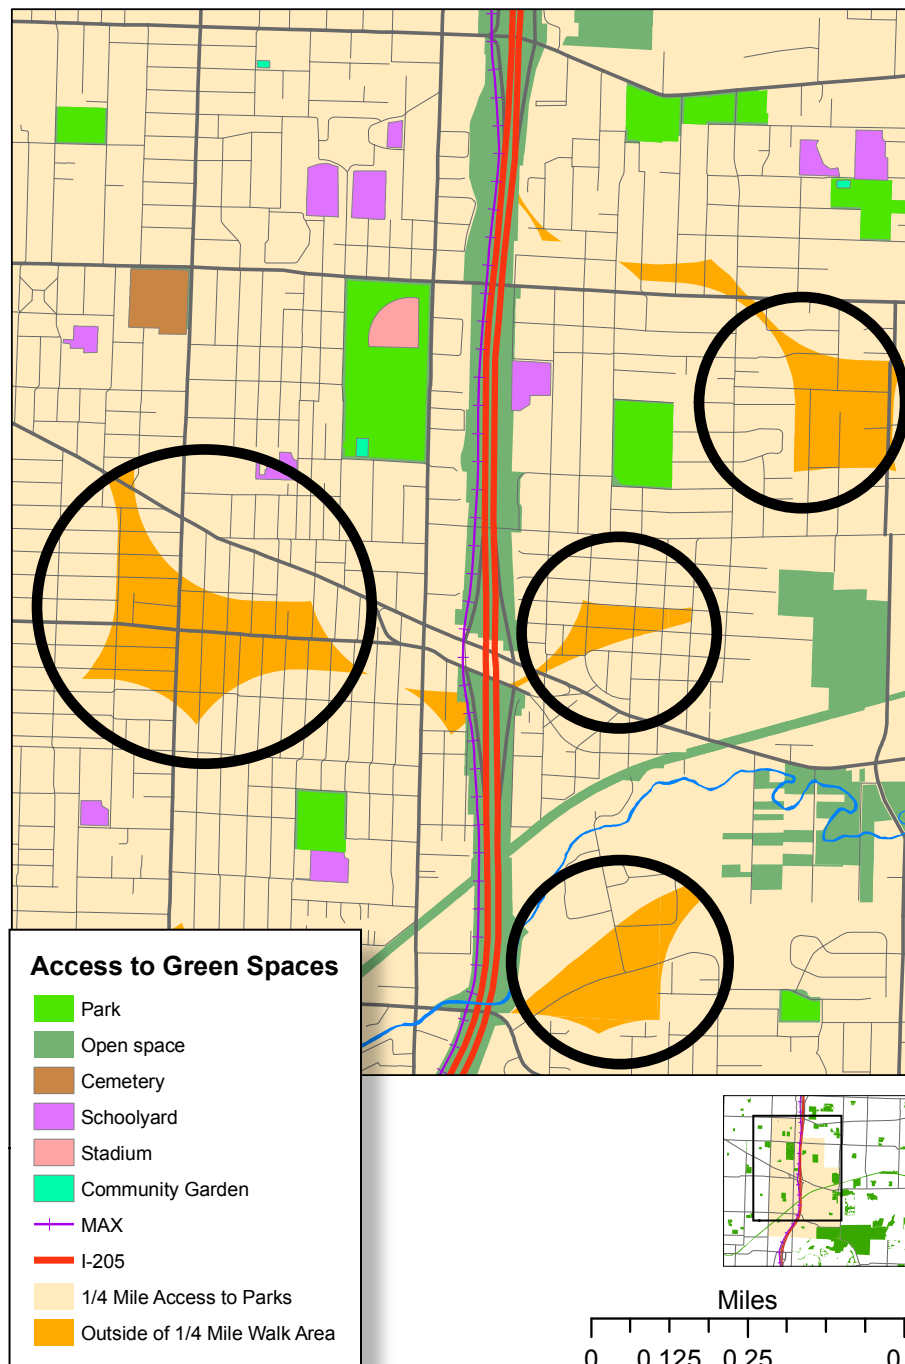 Access to Green Spaces
Park
Open space
Cemetery
Schoolyard
Stadium
Community Garden
MAX
I-205
1/4 Mile Access to Parks
Outside of 1/4 Mile Walk Area
Miles
0 0.125 0.25 0